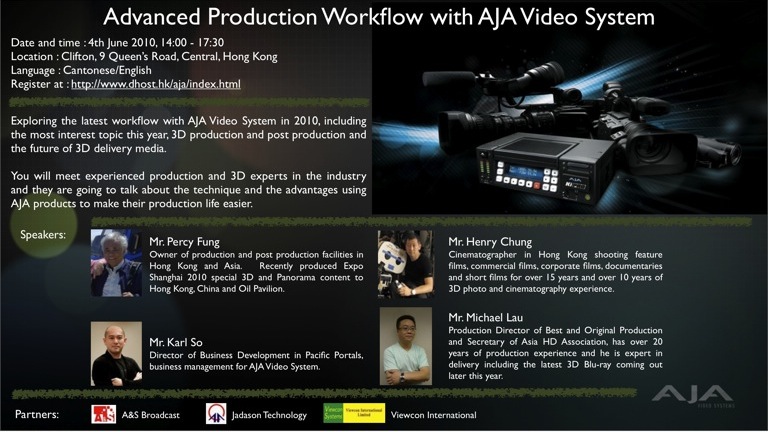 Advanced Production Workflow with AJA Video System
Date and time : 4th June 2010, 14:00 - 17:30
Location : Clifton, 9 Queen's Road, Central, Hong Kong
Language : Cantonese/English
Register at : http://www.dhost.hk/aja/index.html
Exploring the latest workflow with AJA Video System in 2010, including
the most interest topic this year, 3D production and post production and
the future of 3D delivery media.
You will meet experienced production and 3D experts in the industry
and they are going to talk about the technique and the advantages using
AJA products to make their production life easier.
Speakers:
Mr. Percy Fung
Owner of production and post production facilities in
Hong Kong and Asia. Recently produced Expo
Shanghai 2010 special 3D and Panorama content to
Hong Kong, China and Oil Pavilion.
Mr. Henry Chung
Cinematographer in Hong Kong shooting feature
films, commercial films, corporate films, documentaries
and short films for over 15 years and over 10 years of
3D photo and cinematography experience.
Mr. Karl So
Director of Business Development in Pacific Portals,
business management for AJA Video System.
Mr. Michael Lau
Production Director of Best and Original Production
and Secretary of Asia HD Association, has over 20
years of production experience and he is expert in
delivery including the latest 3D Blu-ray coming out
later this year.
AJA
VIDEO SYSTEMS
Partners:
A&S
A&S Broadcast
Jadason Technology
Viewcon
Systems
Viewcon International
Limited
Viewcon International